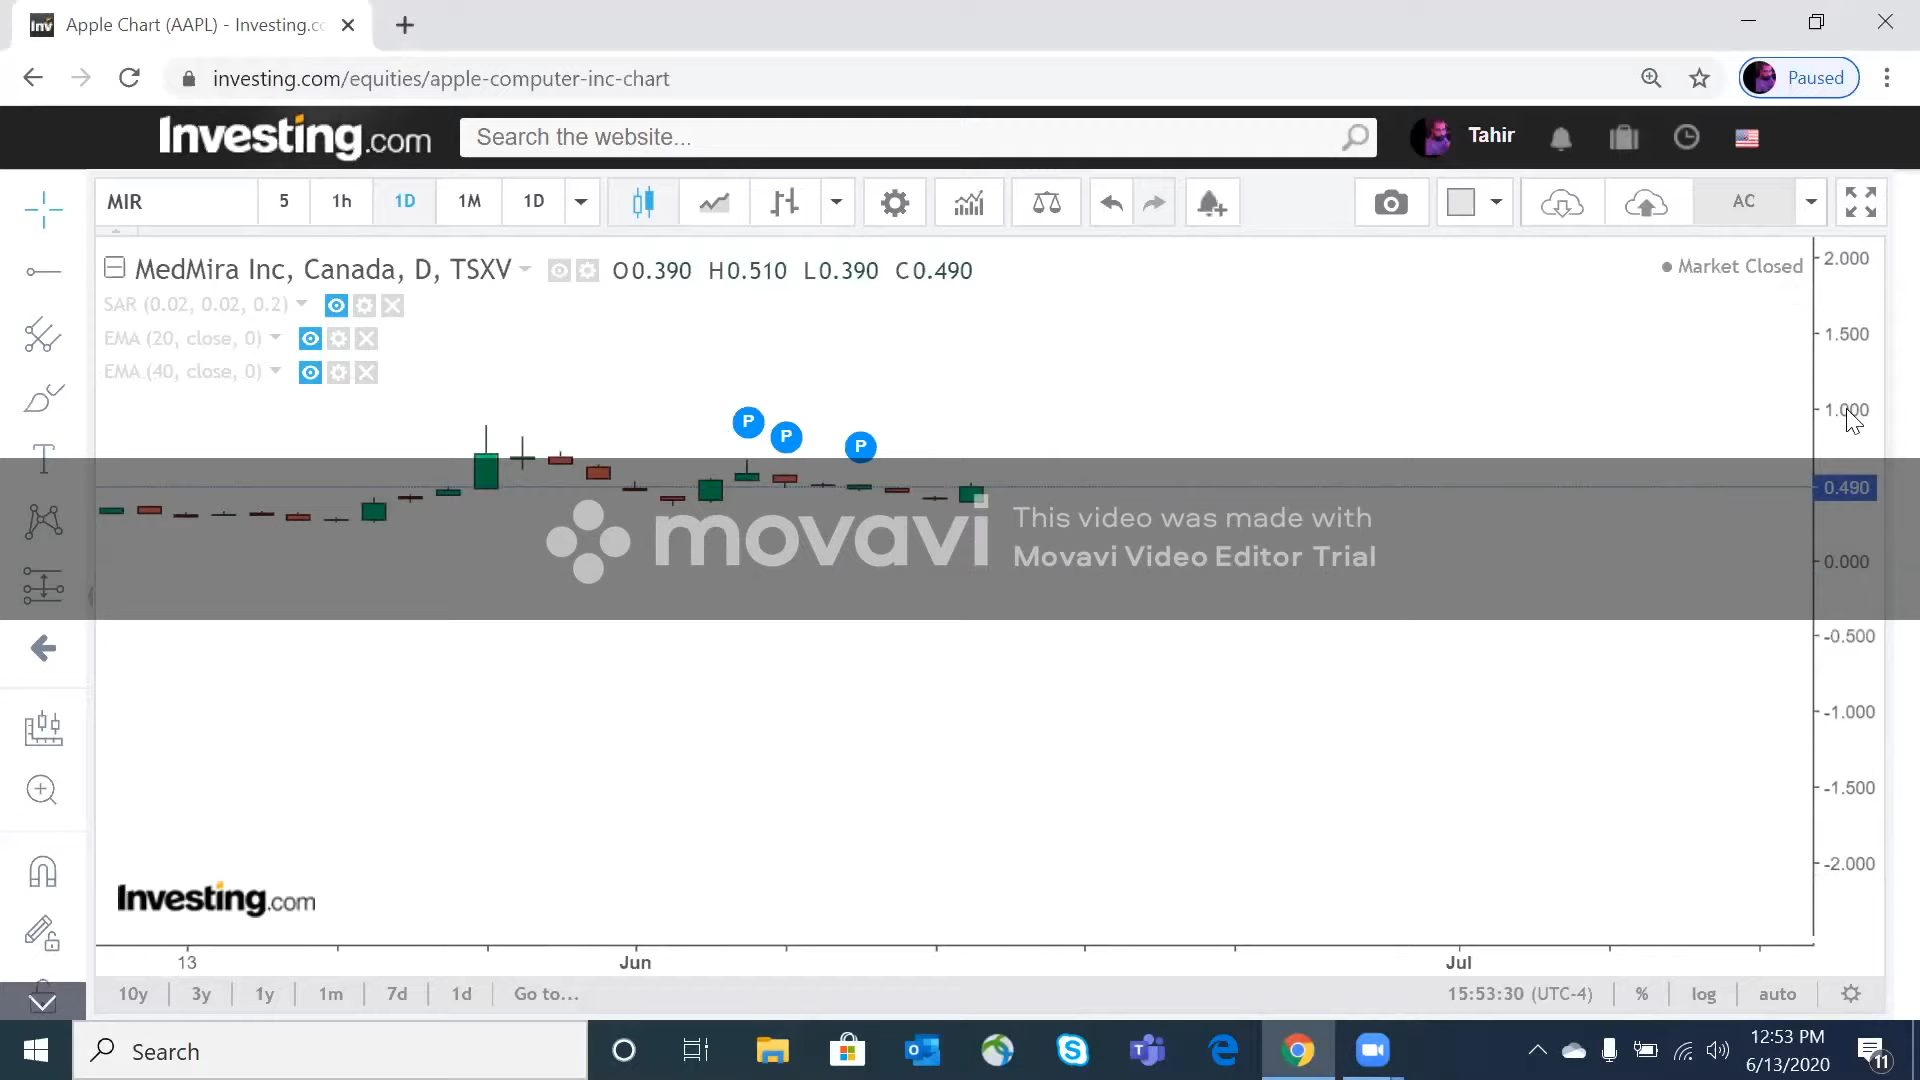 Apple Chart (AAPL) - Investing.co
investing.com/equities/apple-computer-inc-chart
Paused
Investing.com
Search the website...
Tahir
MIR
5
1h
1D
1M
1D
AC
MedMira Inc, Canada, D, TSXV
O0.390 H0.510 L0.390 C0.490
Market Closed
SAR (0.02, 0.02, 0.2)
EMA (20, close, 0)
EMA (40, close, 0)
2.000
1.500
1.000
0.490
0.000
-0.500
-1.000
-1.500
-2.000
P
P
P
movavi
This video was made with
Movavi Video Editor Trial
T
Investing.com
13
Jun
Jul
10y
3y
1y
1m
7d
1d
Go to...
15:53:30 (UTC-4)
%
log
auto
Search
12:53 PM
6/13/2020
11